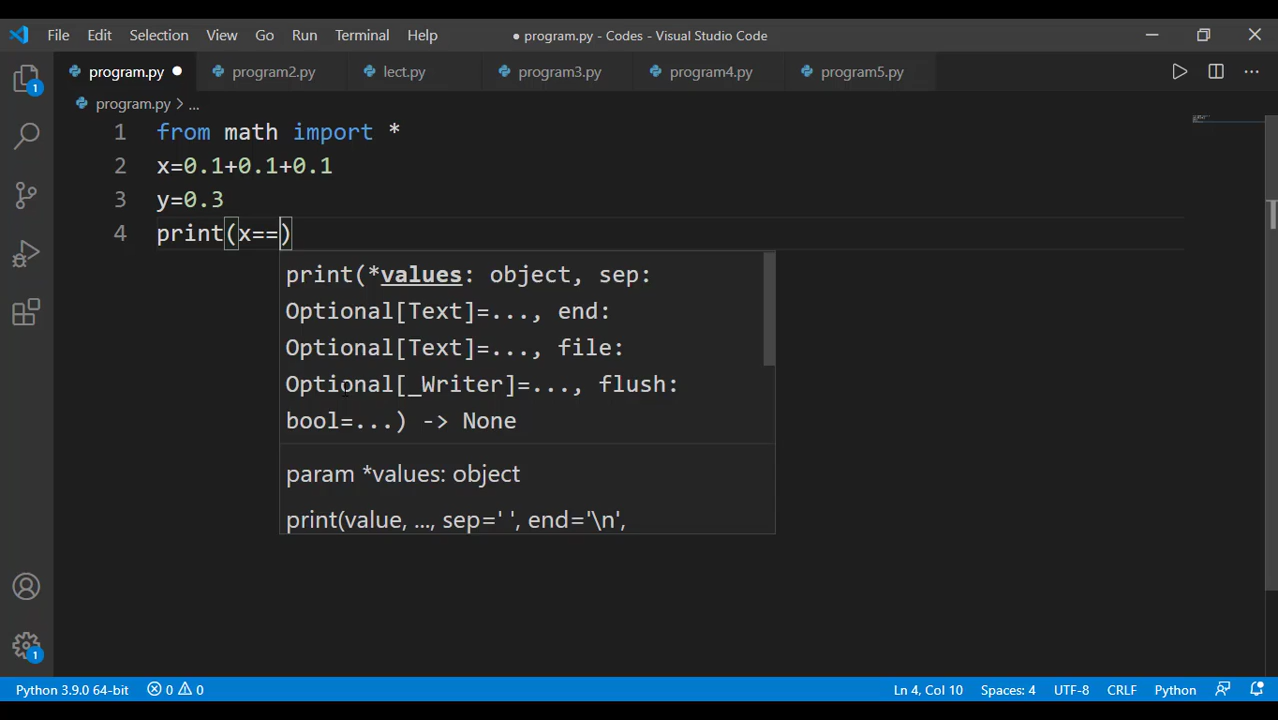 File Edit Selection View Go Run Terminal Help ● program.py - Codes - Visual Studio Code
program.py ● program2.py lect.py program3.py program4.py program5.py ...
program.py > ...
1 from math import *
2 x=0.1+0.1+0.1
3 y=0.3
4 print(x==)
print(*values: object, sep:
Optional[Text]=..., end:
Optional[Text]=..., file:
Optional[_Writer]=..., flush:
bool=...) -> None
param *values: object
print(value, ..., sep=' ', end='\n',
1
1
Python 3.9.0 64-bit 0 0 Ln 4, Col 10 Spaces: 4 UTF-8 CRLF Python